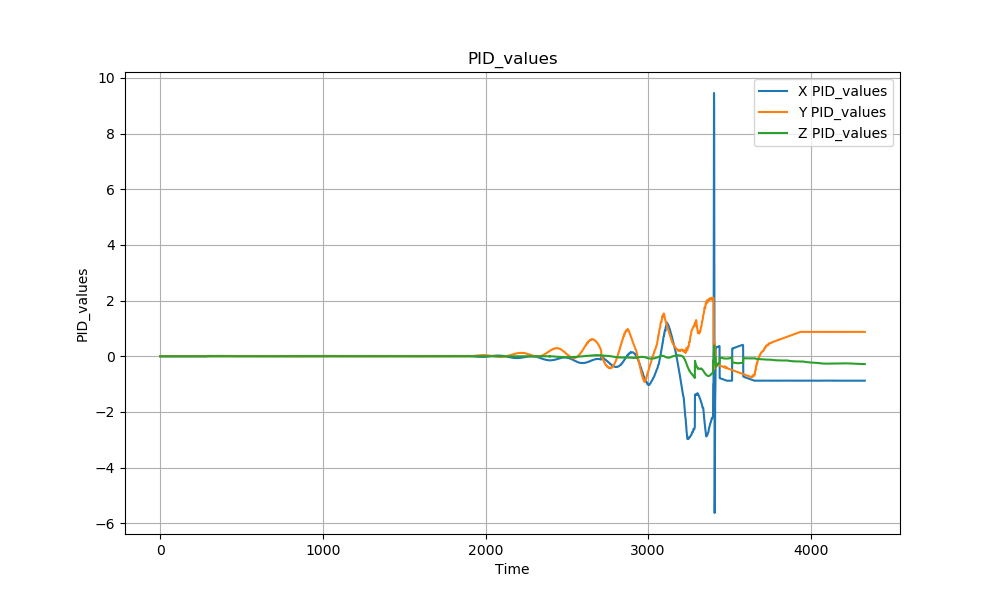 PID_values
10
8
6
4
2
0
−2
−4
−6
PID_values
X PID_values
Y PID_values
Z PID_values
0 1000 2000 3000 4000
Time